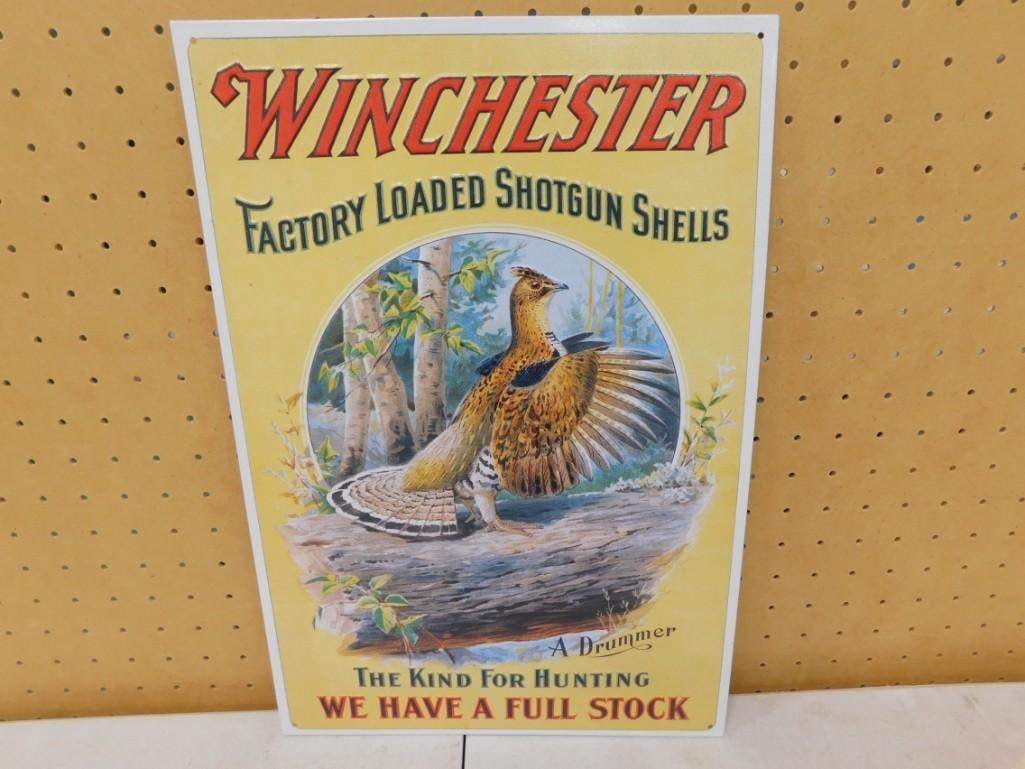 WINCHESTER
FACTORY LOADED SHOTGUN SHELLS
A Drummer
THE KIND FOR HUNTING
WE HAVE A FULL STOCK